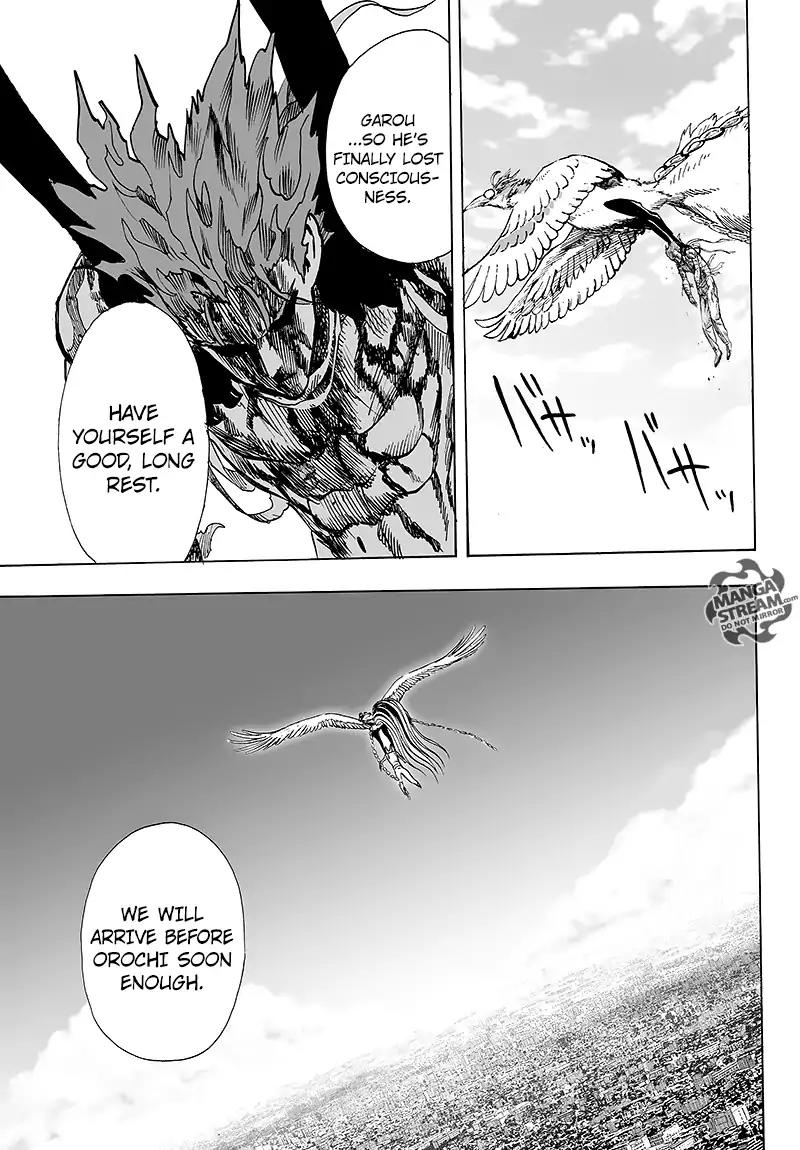 バサッ
バサッ
GAROU
...SO HE'S
FINALLY LOST
CONSCIOUS-
NESS.
HAVE
YOURSELF A
GOOD, LONG
REST.
MANGA
STREAM.com
DO NOT MIRROR
WE WILL
ARRIVE BEFORE
OROCHI SOON
ENOUGH.